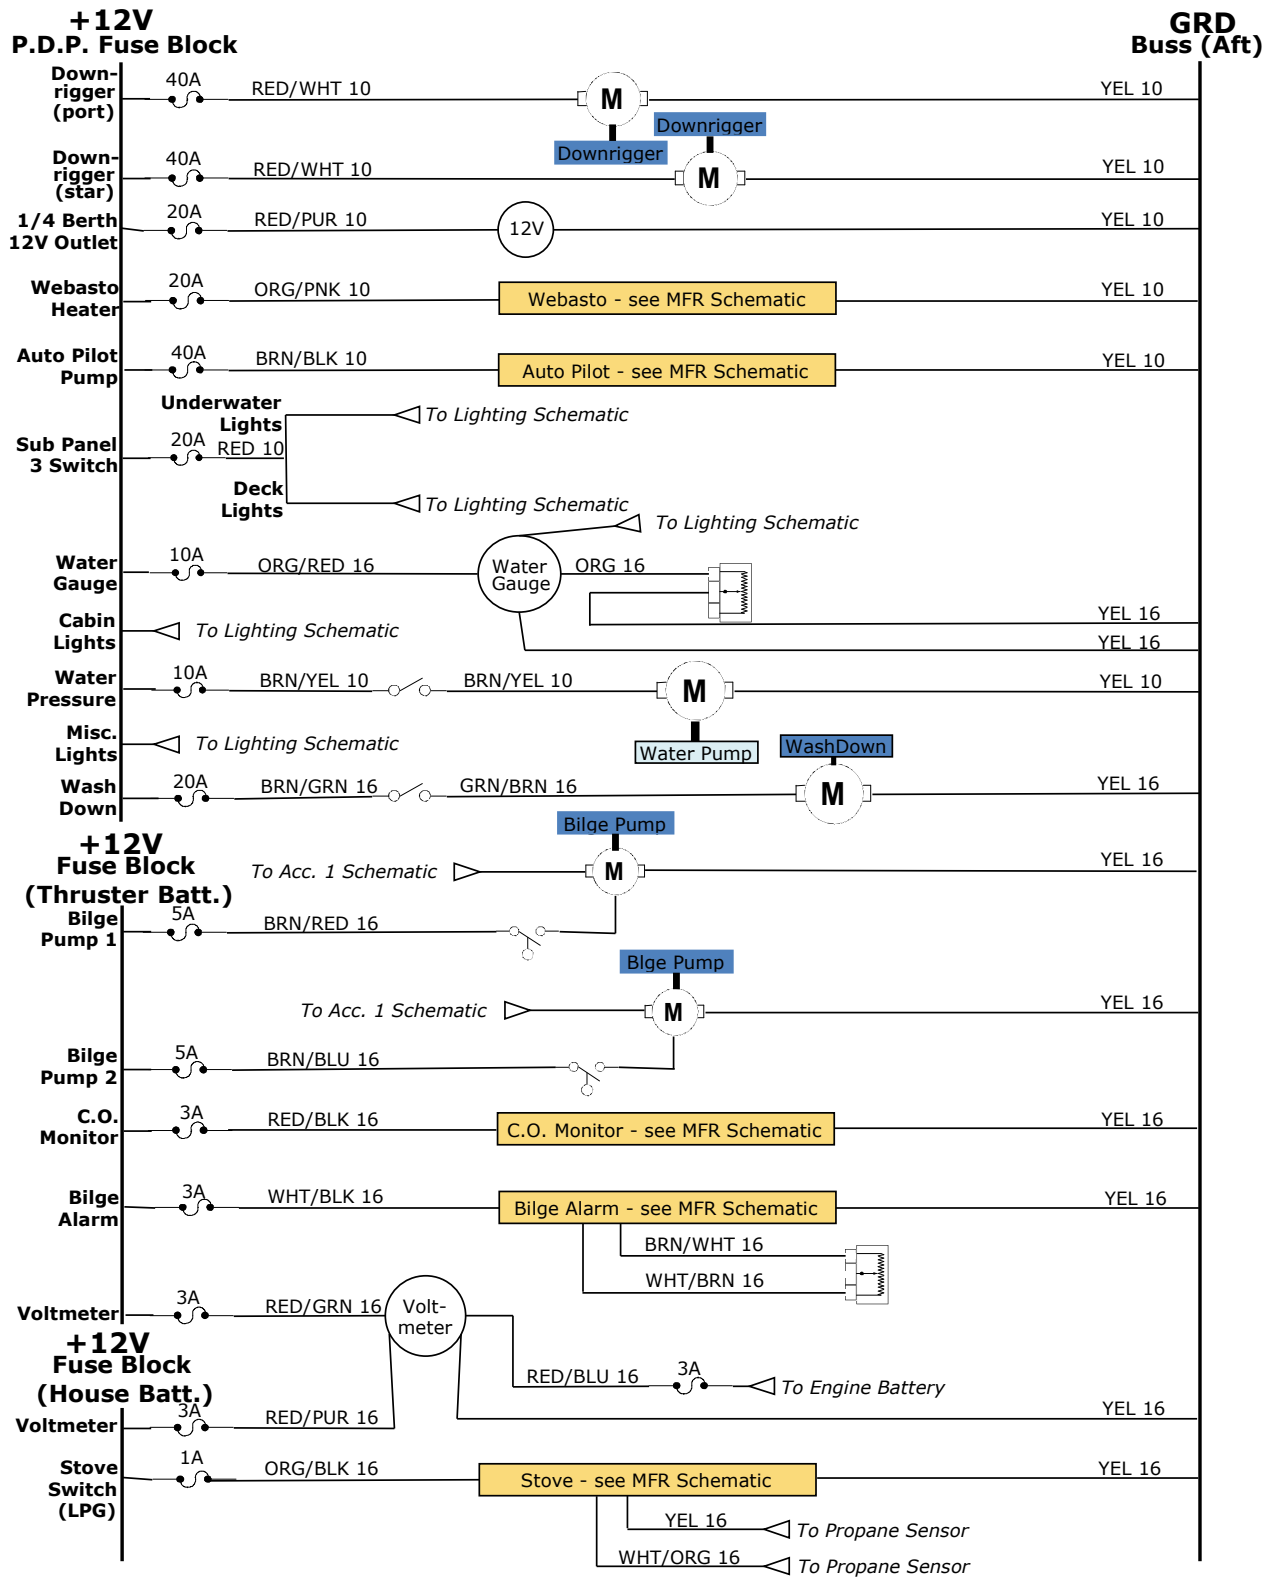 +12V
P.D.P. Fuse Block
GRD
Buss (Aft)
Down-
rigger
(port)
40A
RED/WHT 10
M
YEL 10
Downrigger
Downrigger
Down-
rigger
(star)
40A
RED/WHT 10
M
YEL 10
1/4 Berth
12V Outlet
20A
RED/PUR 10
12V
YEL 10
Webasto
Heater
20A
ORG/PNK 10
Webasto - see MFR Schematic
YEL 10
Auto Pilot
Pump
40A
BRN/BLK 10
Auto Pilot - see MFR Schematic
YEL 10
Underwater
Lights
To Lighting Schematic
Sub Panel
3 Switch
20A
RED 10
Deck
Lights
To Lighting Schematic
To Lighting Schematic
Water
Gauge
10A
ORG/RED 16
Water
Gauge
ORG 16
YEL 16
YEL 16
Cabin
Lights
To Lighting Schematic
Water
Pressure
10A
BRN/YEL 10
BRN/YEL 10
M
YEL 10
Water Pump
Misc.
Lights
To Lighting Schematic
WashDown
Wash
Down
20A
BRN/GRN 16
GRN/BRN 16
M
YEL 16
+12V
Fuse Block
(Thruster Batt.)
Bilge Pump
To Acc. 1 Schematic
M
YEL 16
Bilge
Pump 1
5A
BRN/RED 16
Blge Pump
To Acc. 1 Schematic
M
YEL 16
Bilge
Pump 2
5A
BRN/BLU 16
C.O.
Monitor
3A
RED/BLK 16
C.O. Monitor - see MFR Schematic
YEL 16
Bilge
Alarm
3A
WHT/BLK 16
Bilge Alarm - see MFR Schematic
YEL 16
BRN/WHT 16
WHT/BRN 16
Voltmeter
3A
RED/GRN 16
Volt-
meter
+12V
Fuse Block
(House Batt.)
RED/BLU 16
3A
To Engine Battery
Voltmeter
3A
RED/PUR 16
YEL 16
Stove
Switch
(LPG)
1A
ORG/BLK 16
Stove - see MFR Schematic
YEL 16
YEL 16
To Propane Sensor
WHT/ORG 16
To Propane Sensor